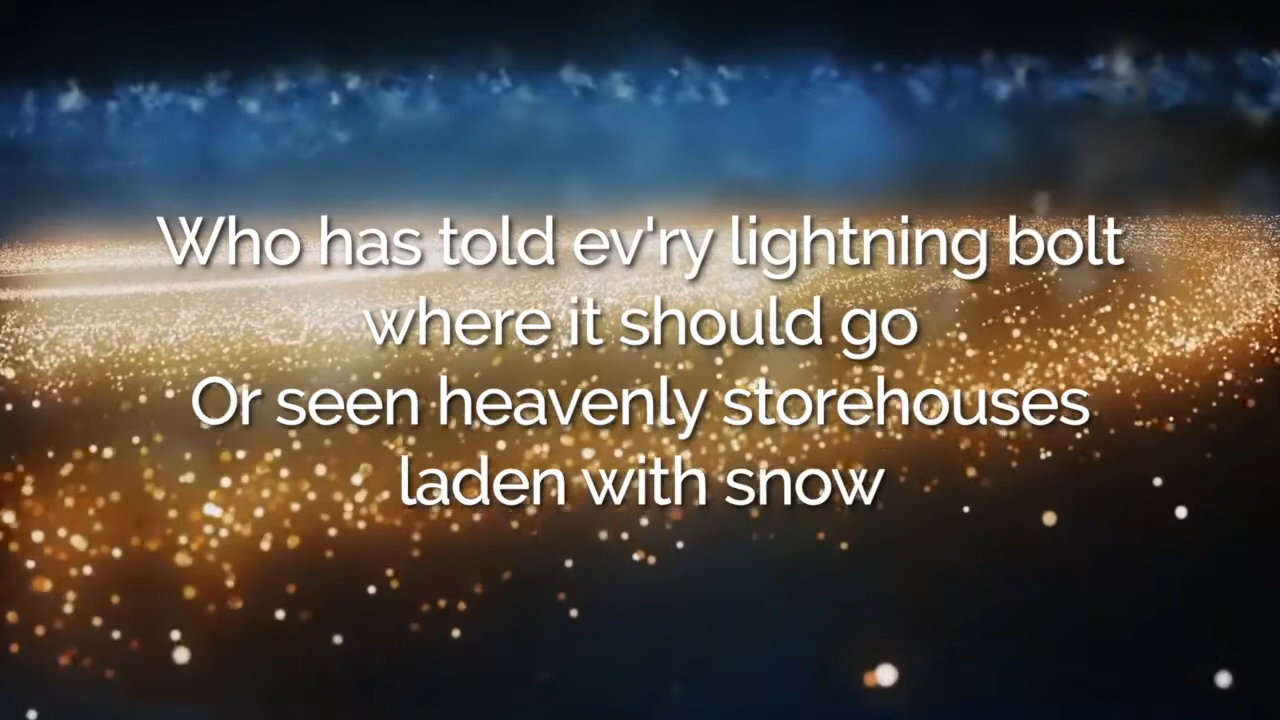 Who has told ev'ry lightning bolt
where it should go
Or seen heavenly storehouses
laden with snow